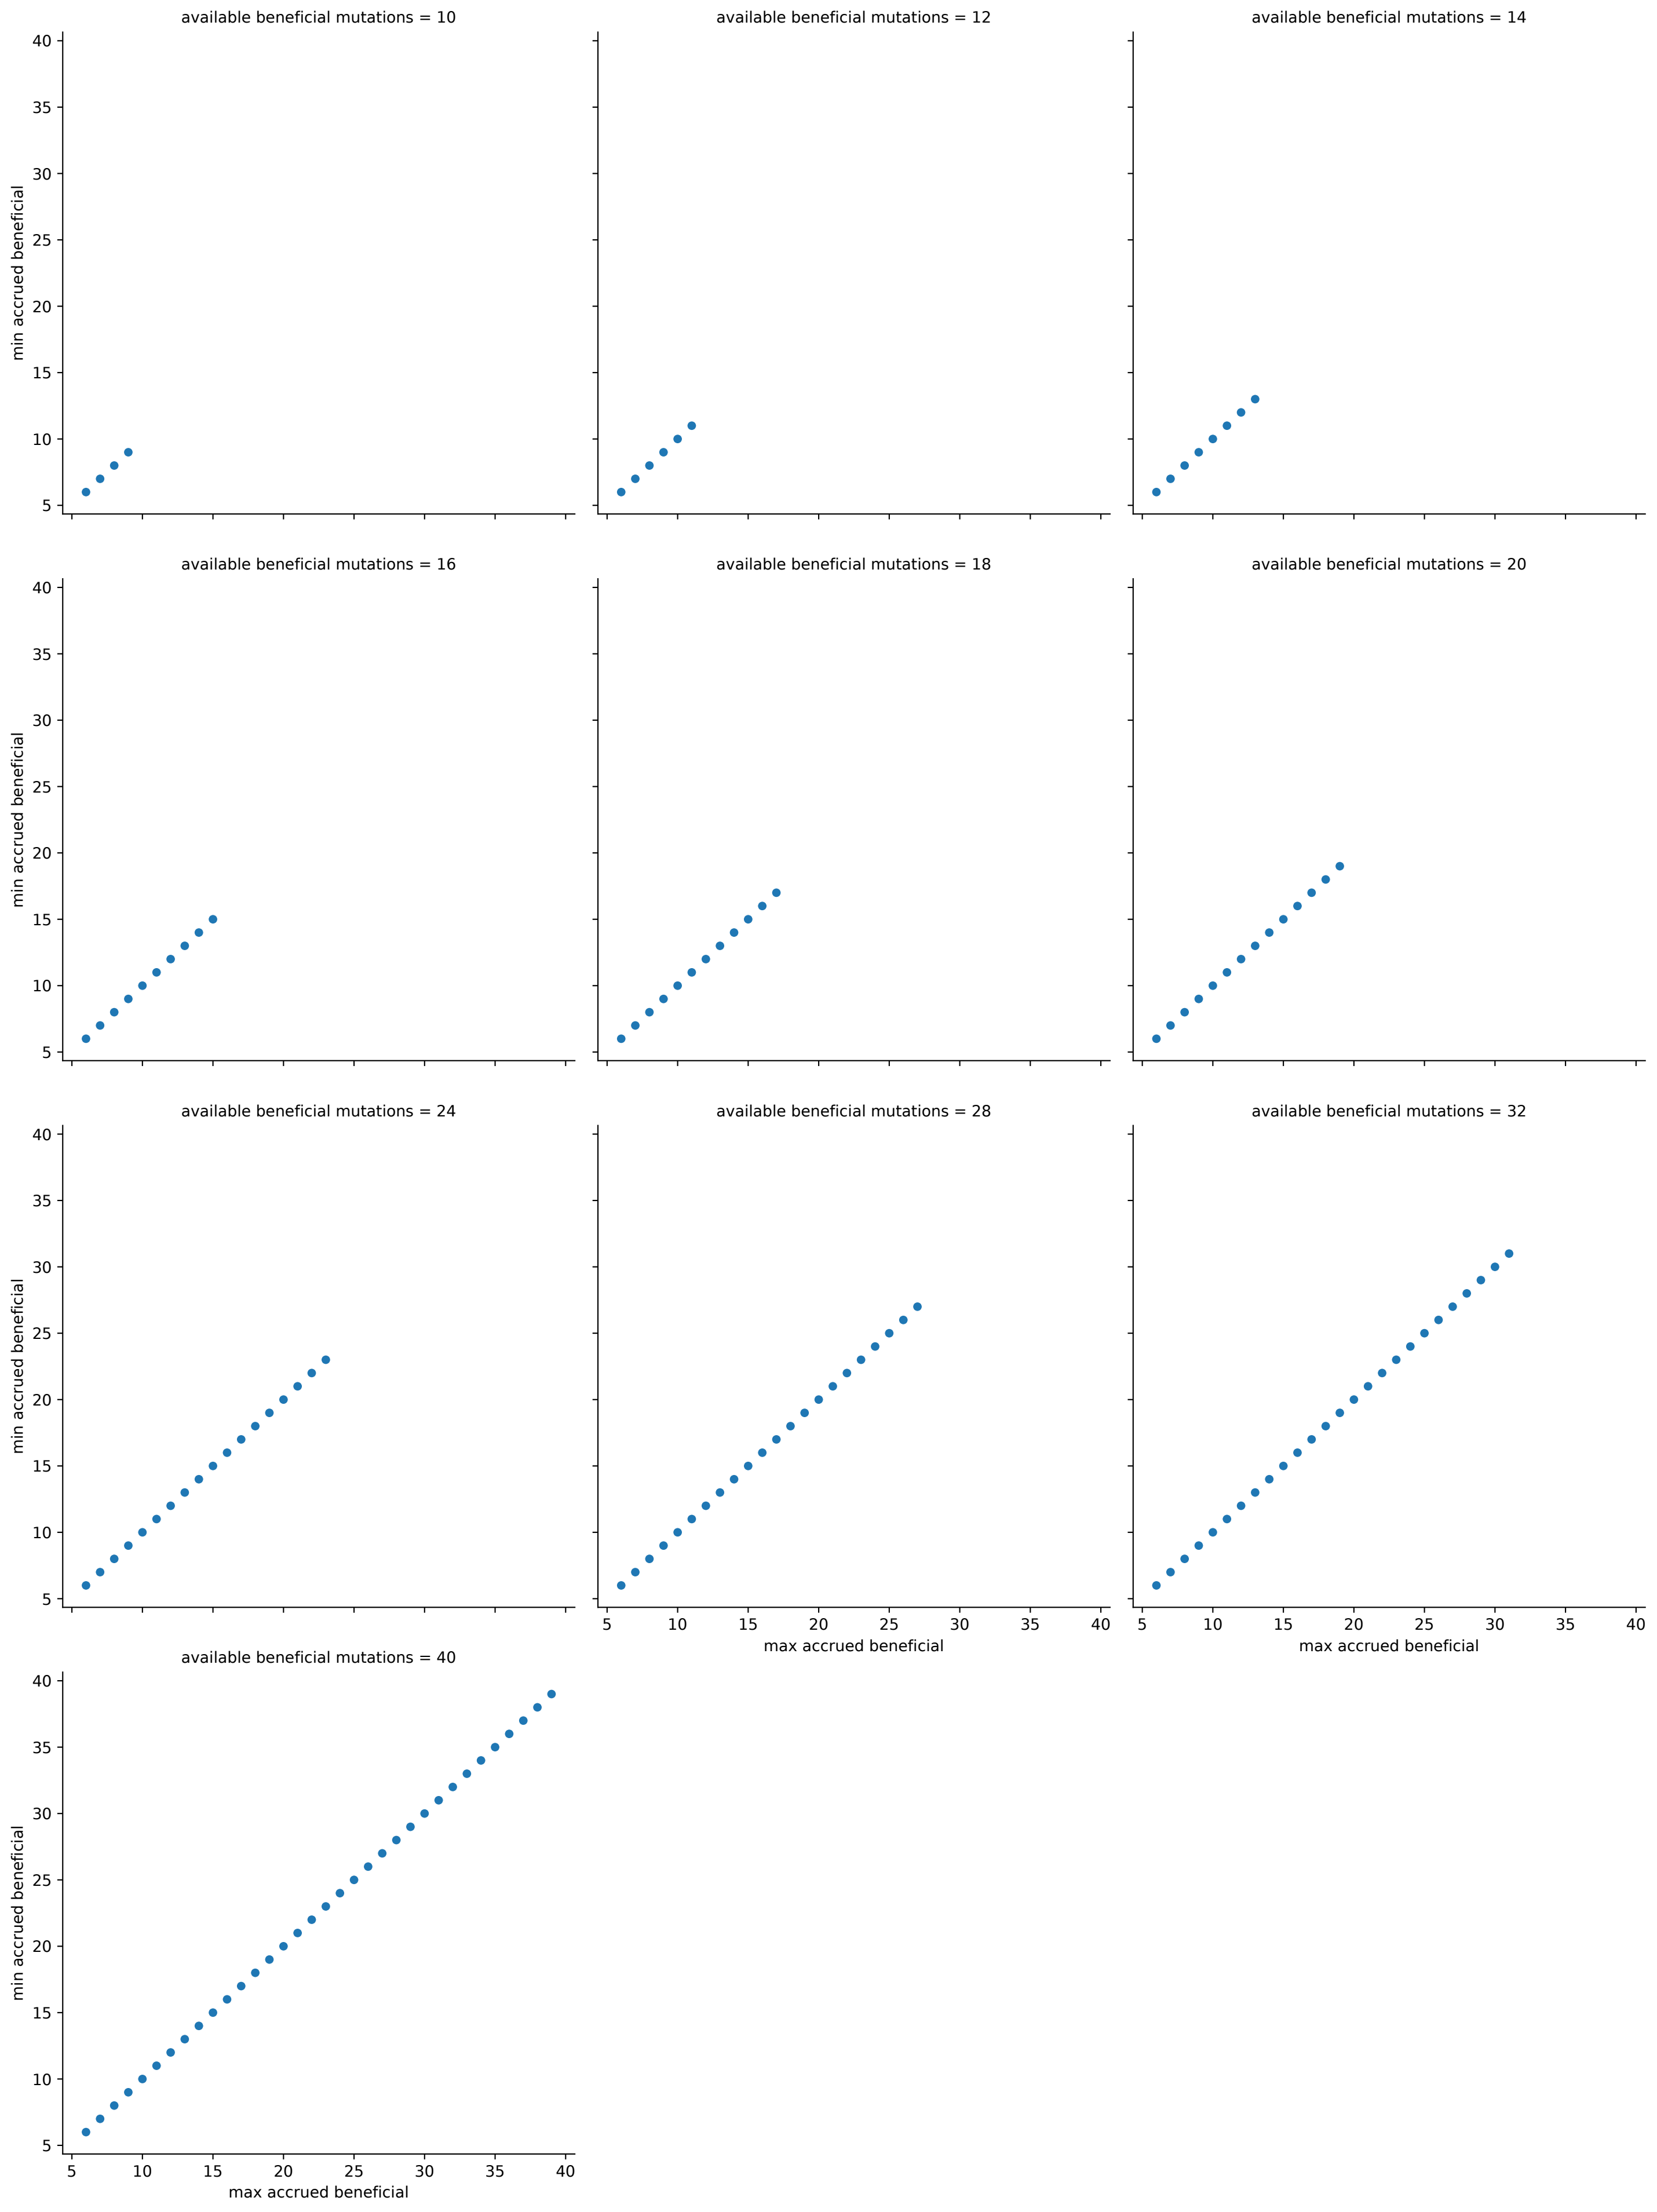 available beneficial mutations = 10
available beneficial mutations = 12
available beneficial mutations = 14
40
35
30
25
20
15
10
5
min accrued beneficial
available beneficial mutations = 16
available beneficial mutations = 18
available beneficial mutations = 20
40
35
30
25
20
15
10
5
min accrued beneficial
available beneficial mutations = 24
available beneficial mutations = 28
available beneficial mutations = 32
40
35
30
25
20
15
10
5
min accrued beneficial
5 10 15 20 25 30 35 40
max accrued beneficial
5 10 15 20 25 30 35 40
max accrued beneficial
available beneficial mutations = 40
40
35
30
25
20
15
10
5
min accrued beneficial
5 10 15 20 25 30 35 40
max accrued beneficial